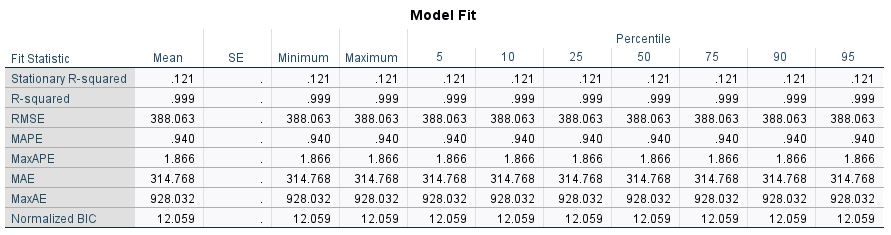 Model Fit
Percentile
Fit Statistic Mean SE Minimum Maximum 5 10 25 50 75 90 95
Stationary R-squared .121 . .121 .121 .121 .121 .121 .121 .121 .121 .121
R-squared .999 . .999 .999 .999 .999 .999 .999 .999 .999 .999
RMSE 388.063 . 388.063 388.063 388.063 388.063 388.063 388.063 388.063 388.063 388.063
MAPE .940 . .940 .940 .940 .940 .940 .940 .940 .940 .940
MaxAPE 1.866 . 1.866 1.866 1.866 1.866 1.866 1.866 1.866 1.866 1.866
MAE 314.768 . 314.768 314.768 314.768 314.768 314.768 314.768 314.768 314.768 314.768
MaxAE 928.032 . 928.032 928.032 928.032 928.032 928.032 928.032 928.032 928.032 928.032
Normalized BIC 12.059 . 12.059 12.059 12.059 12.059 12.059 12.059 12.059 12.059 12.059